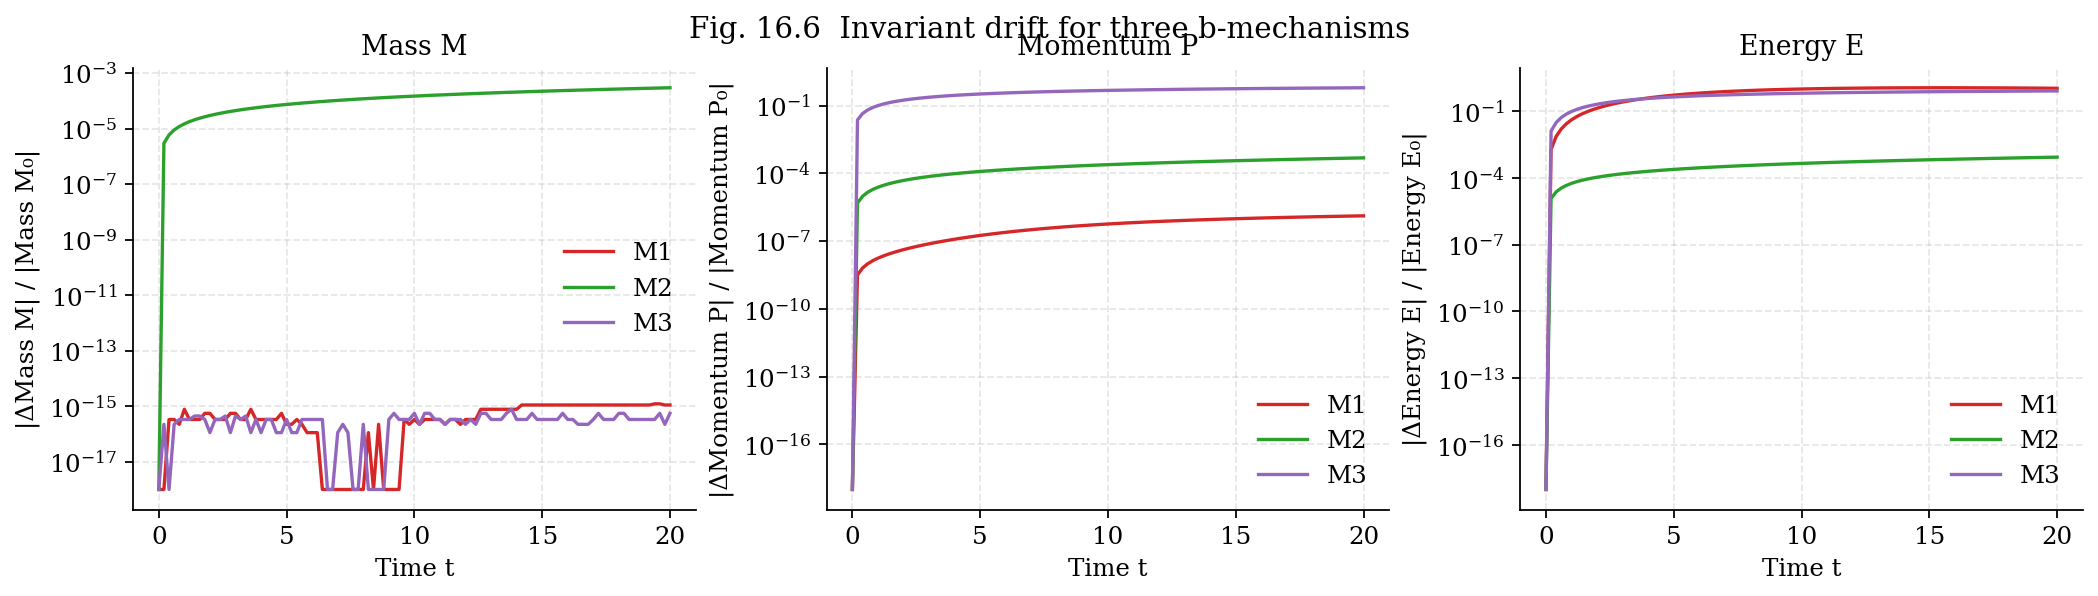 Fig. 16.6  Invariant drift for three b-mechanisms
Mass M
|ΔMass M| / |Mass M₀|
10⁻³
10⁻⁵
10⁻⁷
10⁻⁹
10⁻¹¹
10⁻¹³
10⁻¹⁵
10⁻¹⁷
M1
M2
M3
0 5 10 15 20
Time t
Momentum P
|ΔMomentum P| / |Momentum P₀|
10⁻¹
10⁻⁴
10⁻⁷
10⁻¹⁰
10⁻¹³
10⁻¹⁶
M1
M2
M3
0 5 10 15 20
Time t
Energy E
|ΔEnergy E| / |Energy E₀|
10⁻¹
10⁻⁴
10⁻⁷
10⁻¹⁰
10⁻¹³
10⁻¹⁶
M1
M2
M3
0 5 10 15 20
Time t